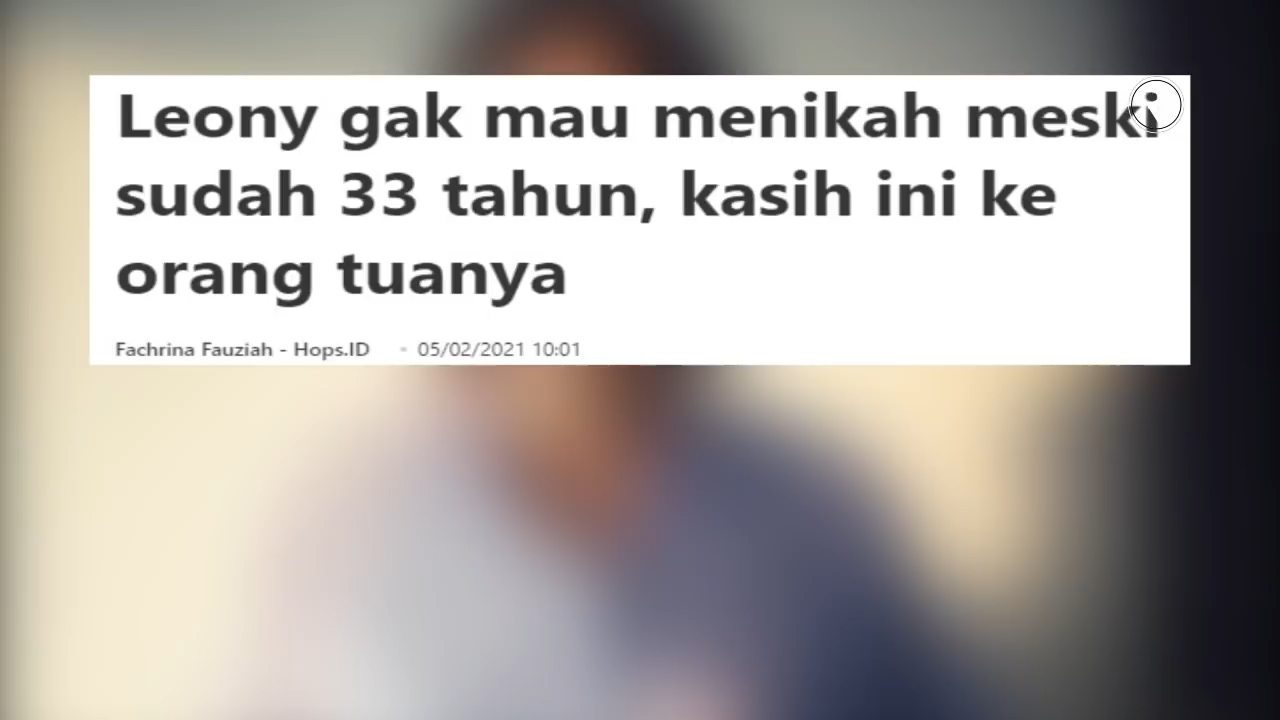 Leony gak mau menikah meski
sudah 33 tahun, kasih ini ke
orang tuanya
Fachrina Fauziah - Hops.ID • 05/02/2021 10:01